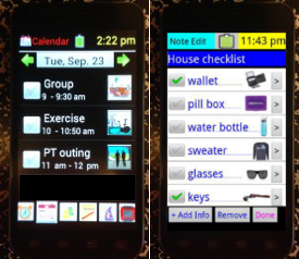 Calendar 2:22 pm
Tue, Sep. 23
Group
9 - 9:30 am
Exercise
10 - 10:50 am
PT outing
11 am - 12 pm
Note Edit 11:43 pm
House checklist
wallet
pill box
water bottle
sweater
glasses
keys
+ Add Info Remove Done